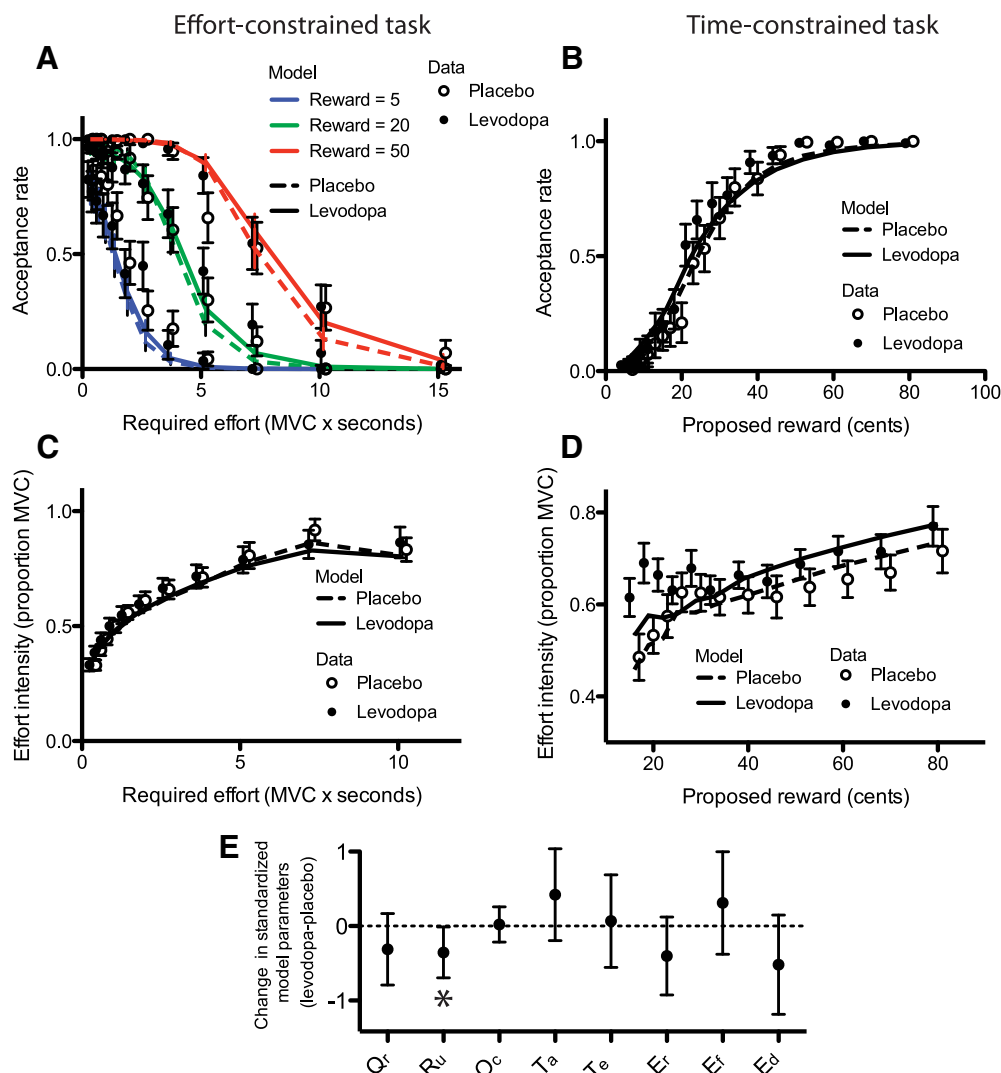 Effort-constrained task
Time-constrained task
A
Model
Reward = 5
Reward = 20
Reward = 50
Placebo
Levodopa
Data
Placebo
Levodopa
1.0
0.5
0.0
Acceptance rate
0
5
10
15
Required effort (MVC x seconds)
B
1.0
0.5
0.0
Acceptance rate
Model
Placebo
Levodopa
Data
Placebo
Levodopa
0
20
40
60
80
100
Proposed reward (cents)
C
1.0
0.5
0.0
Effort intensity (proportion MVC)
Model
Placebo
Levodopa
Data
Placebo
Levodopa
0
5
10
Required effort (MVC x seconds)
D
0.8
0.6
0.4
Effort intensity (proportion MVC)
Model
Placebo
Levodopa
Data
Placebo
Levodopa
20
40
60
80
Proposed reward (cents)
E
Change in standardized
model parameters
(levodopa-placebo)
1
0
-1
*
Qr
Ru
Oc
Ta
Te
Er
Ef
Ed